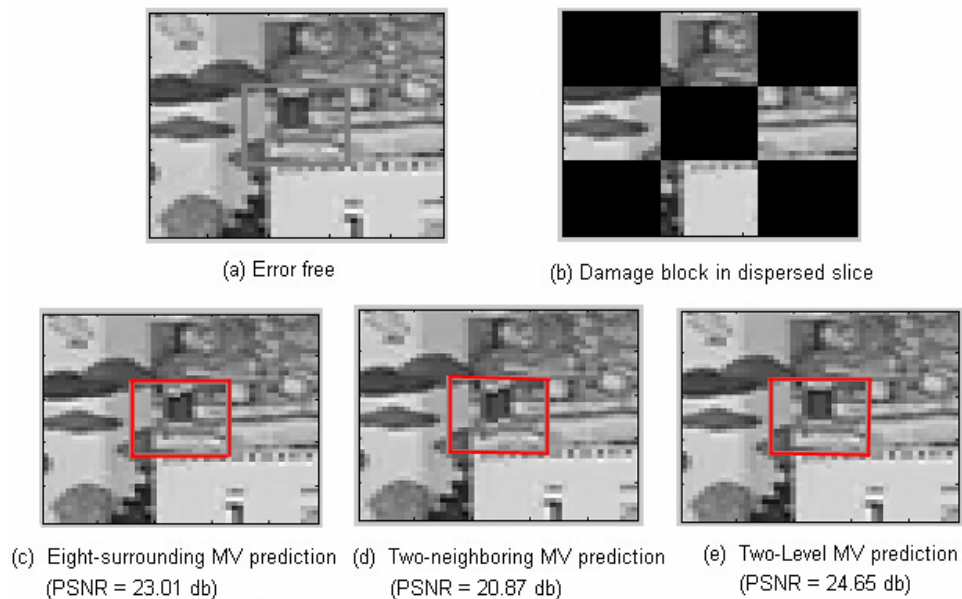 (a) Error free
(b) Damage block in dispersed slice
(c) Eight-surrounding MV prediction
(PSNR = 23.01 db)
(d) Two-neighboring MV prediction
(PSNR = 20.87 db)
(e) Two-Level MV prediction
(PSNR = 24.65 db)